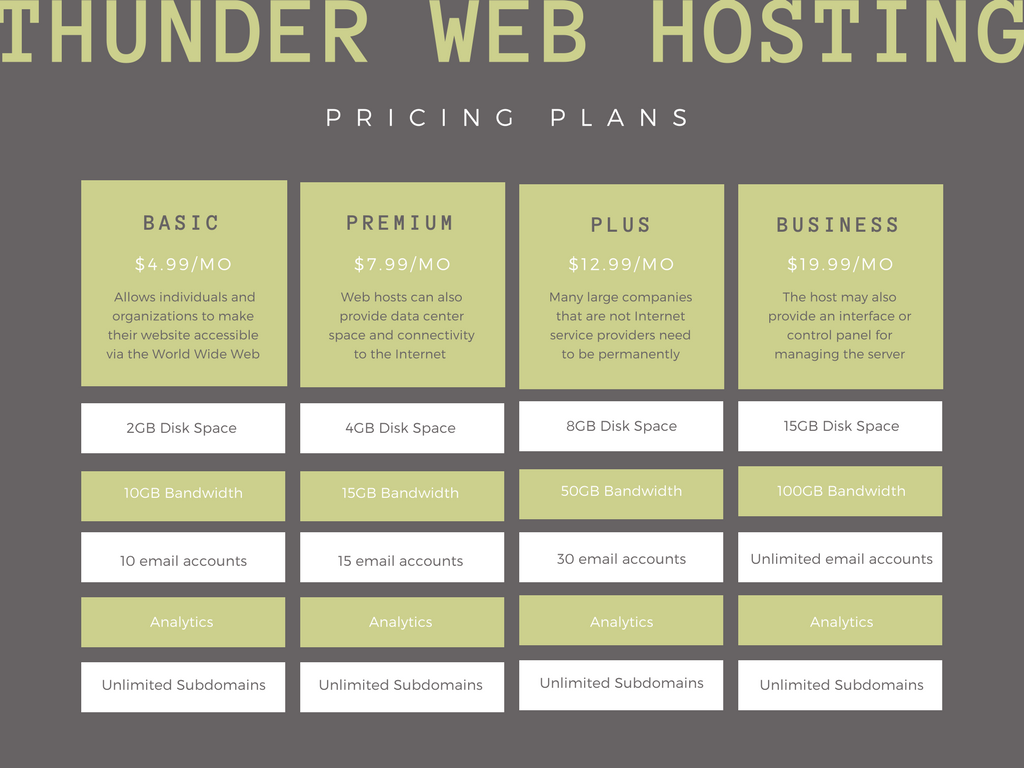 THUNDER WEB HOSTING
PRICING PLANS
BASIC
$4.99/MO
Allows individuals and
organizations to make
their website accessible
via the World Wide Web
2GB Disk Space
10GB Bandwidth
10 email accounts
Analytics
Unlimited Subdomains
PREMIUM
$7.99/MO
Web hosts can also
provide data center
space and connectivity
to the Internet
4GB Disk Space
15GB Bandwidth
15 email accounts
Analytics
Unlimited Subdomains
PLUS
$12.99/MO
Many large companies
that are not Internet
service providers need
to be permanently
8GB Disk Space
50GB Bandwidth
30 email accounts
Analytics
Unlimited Subdomains
BUSINESS
$19.99/MO
The host may also
provide an interface or
control panel for
managing the server
15GB Disk Space
100GB Bandwidth
Unlimited email accounts
Analytics
Unlimited Subdomains